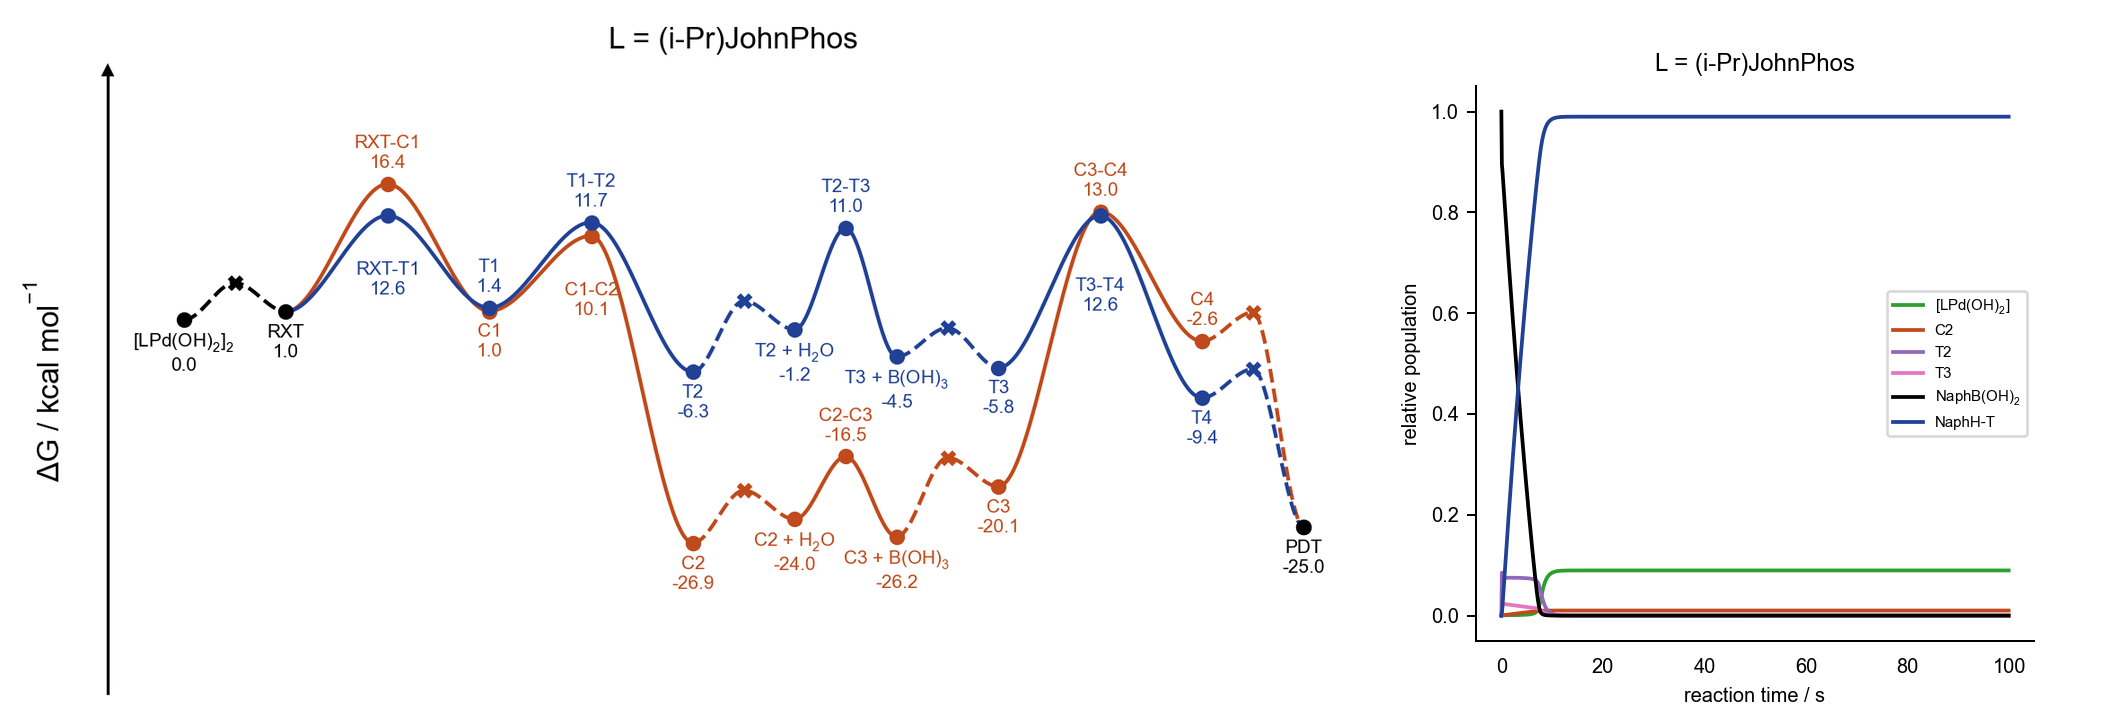 L = (i-Pr)JohnPhos
ΔG / kcal mol⁻¹
[LPd(OH)₂]₂
0.0
RXT
1.0
RXT-C1
16.4
RXT-T1
12.6
T1
1.4
C1
1.0
T1-T2
11.7
C1-C2
10.1
T2
-6.3
T2 + H₂O
-1.2
T2-T3
11.0
T3 + B(OH)₃
-4.5
T3
-5.8
C2
-26.9
C2 + H₂O
-24.0
C2-C3
-16.5
C3 + B(OH)₃
-26.2
C3
-20.1
C3-C4
13.0
T3-T4
12.6
C4
-2.6
T4
-9.4
PDT
-25.0
L = (i-Pr)JohnPhos
relative population
1.0
0.8
0.6
0.4
0.2
0.0
0 20 40 60 80 100
reaction time / s
[LPd(OH)₂]
C2
T2
T3
NaphB(OH)₂
NaphH-T